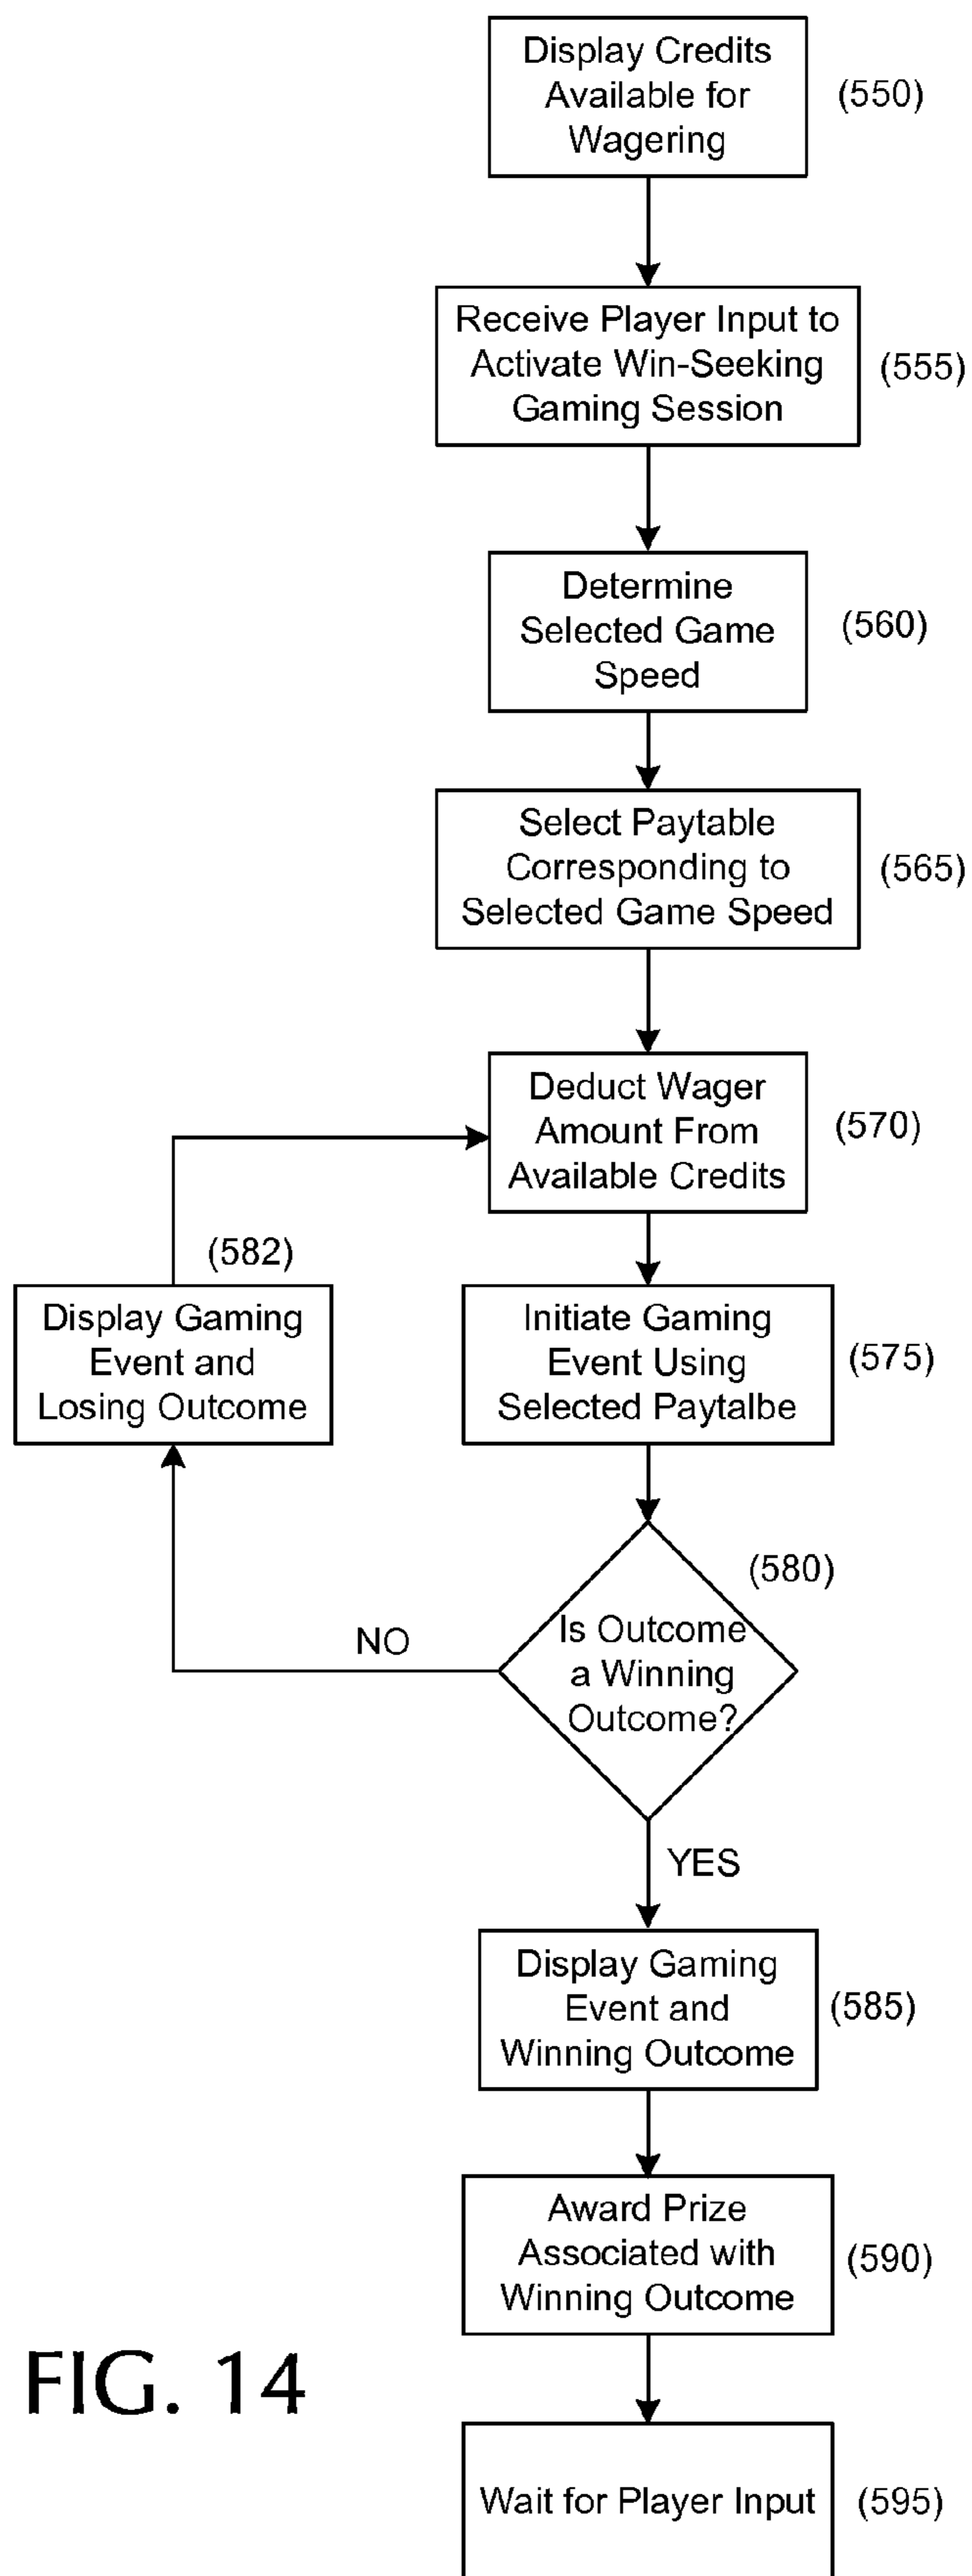 Display Credits
Available for
Wagering
(550)
Receive Player Input to
Activate Win-Seeking
Gaming Session
(555)
Determine
Selected Game
Speed
(560)
Select Paytable
Corresponding to
Selected Game Speed
(565)
Deduct Wager
Amount From
Available Credits
(570)
(582)
Display Gaming
Event and
Losing Outcome
Initiate Gaming
Event Using
Selected Paytalbe
(575)
(580)
Is Outcome
a Winning
Outcome?
NO
YES
Display Gaming
Event and
Winning Outcome
(585)
Award Prize
Associated with
Winning Outcome
(590)
FIG. 14
Wait for Player Input
(595)